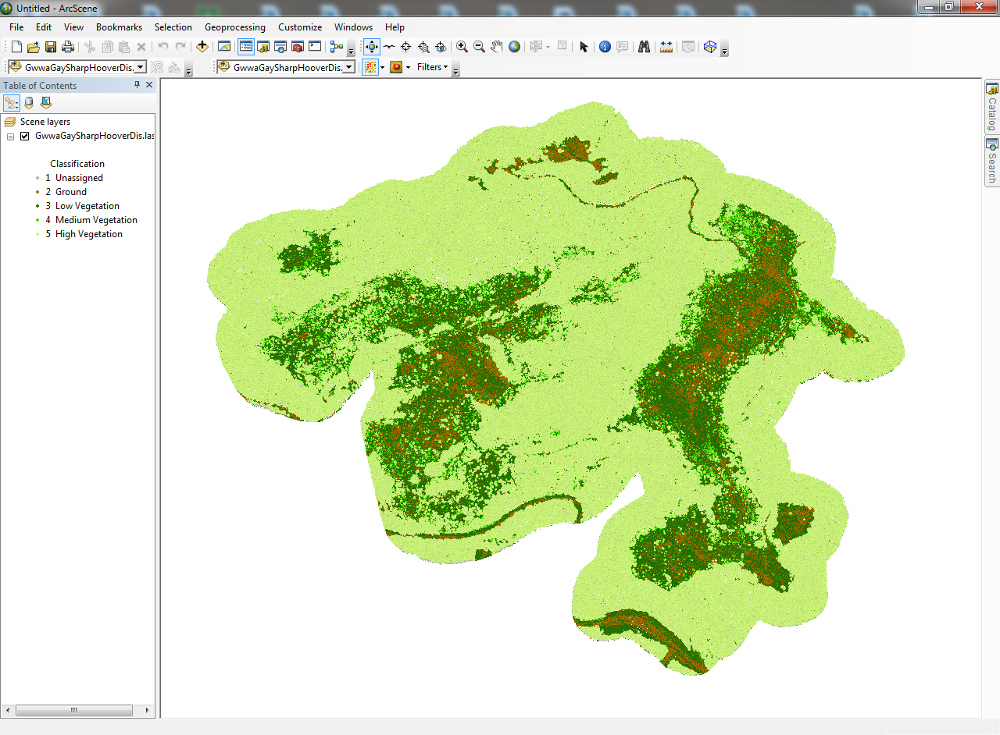 Untitled - ArcScene
File Edit View Bookmarks Selection Geoprocessing Customize Windows Help
GwwaGaySharpHooverDis. GwwaGaySharpHooverDis. Filters
Table of Contents
Scene layers
GwwaGaySharpHooverDis.las
Classification
1 Unassigned
2 Ground
3 Low Vegetation
4 Medium Vegetation
5 High Vegetation
Catalog
Search